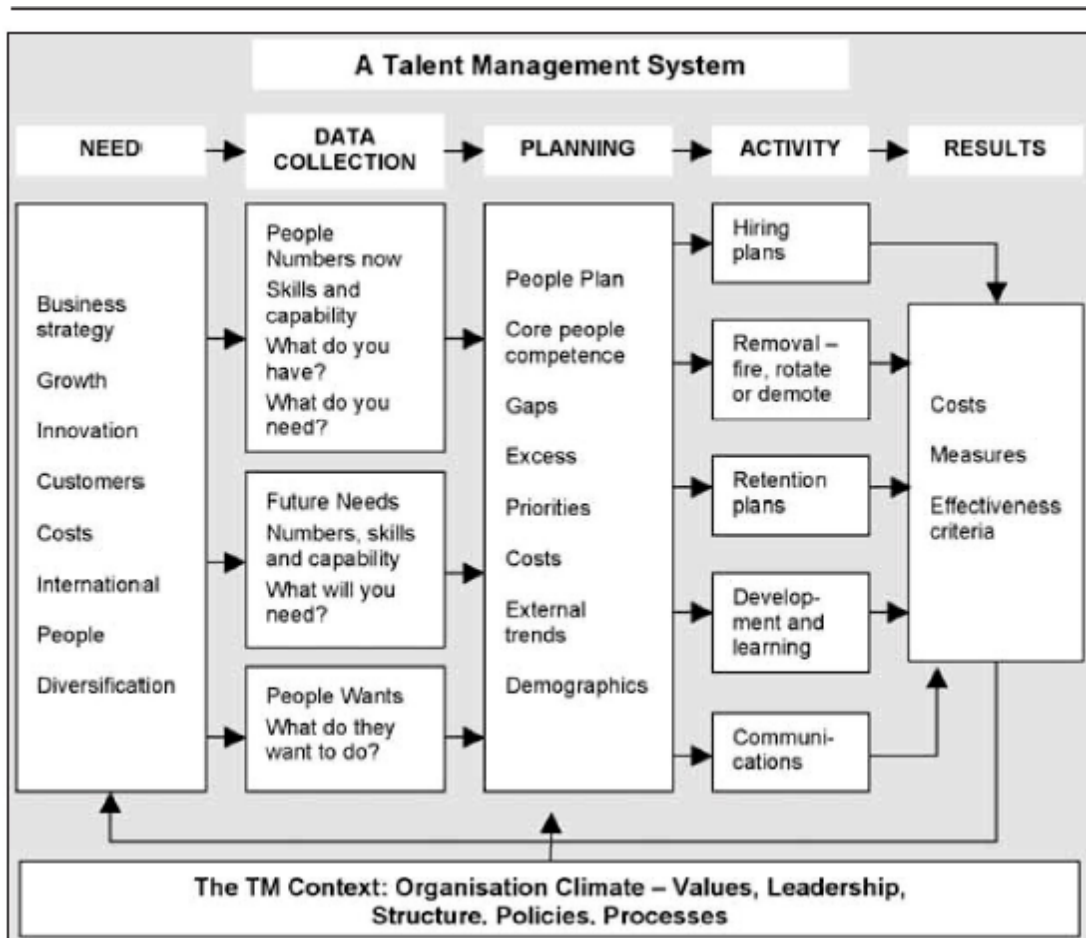 A Talent Management System
NEED
DATA
COLLECTION
PLANNING
ACTIVITY
RESULTS
Business
strategy
Growth
Innovation
Customers
Costs
International
People
Diversification
People
Numbers now
Skills and
capability
What do you
have?
What do you
need?
Future Needs
Numbers, skills
and capability
What will you
need?
People Wants
What do they
want to do?
People Plan
Core people
competence
Gaps
Excess
Priorities
Costs
External
trends
Demographics
Hiring
plans
Removal –
fire, rotate
or demote
Retention
plans
Develop-
ment and
learning
Communi-
cations
Costs
Measures
Effectiveness
criteria
The TM Context: Organisation Climate – Values, Leadership,
Structure. Policies. Processes